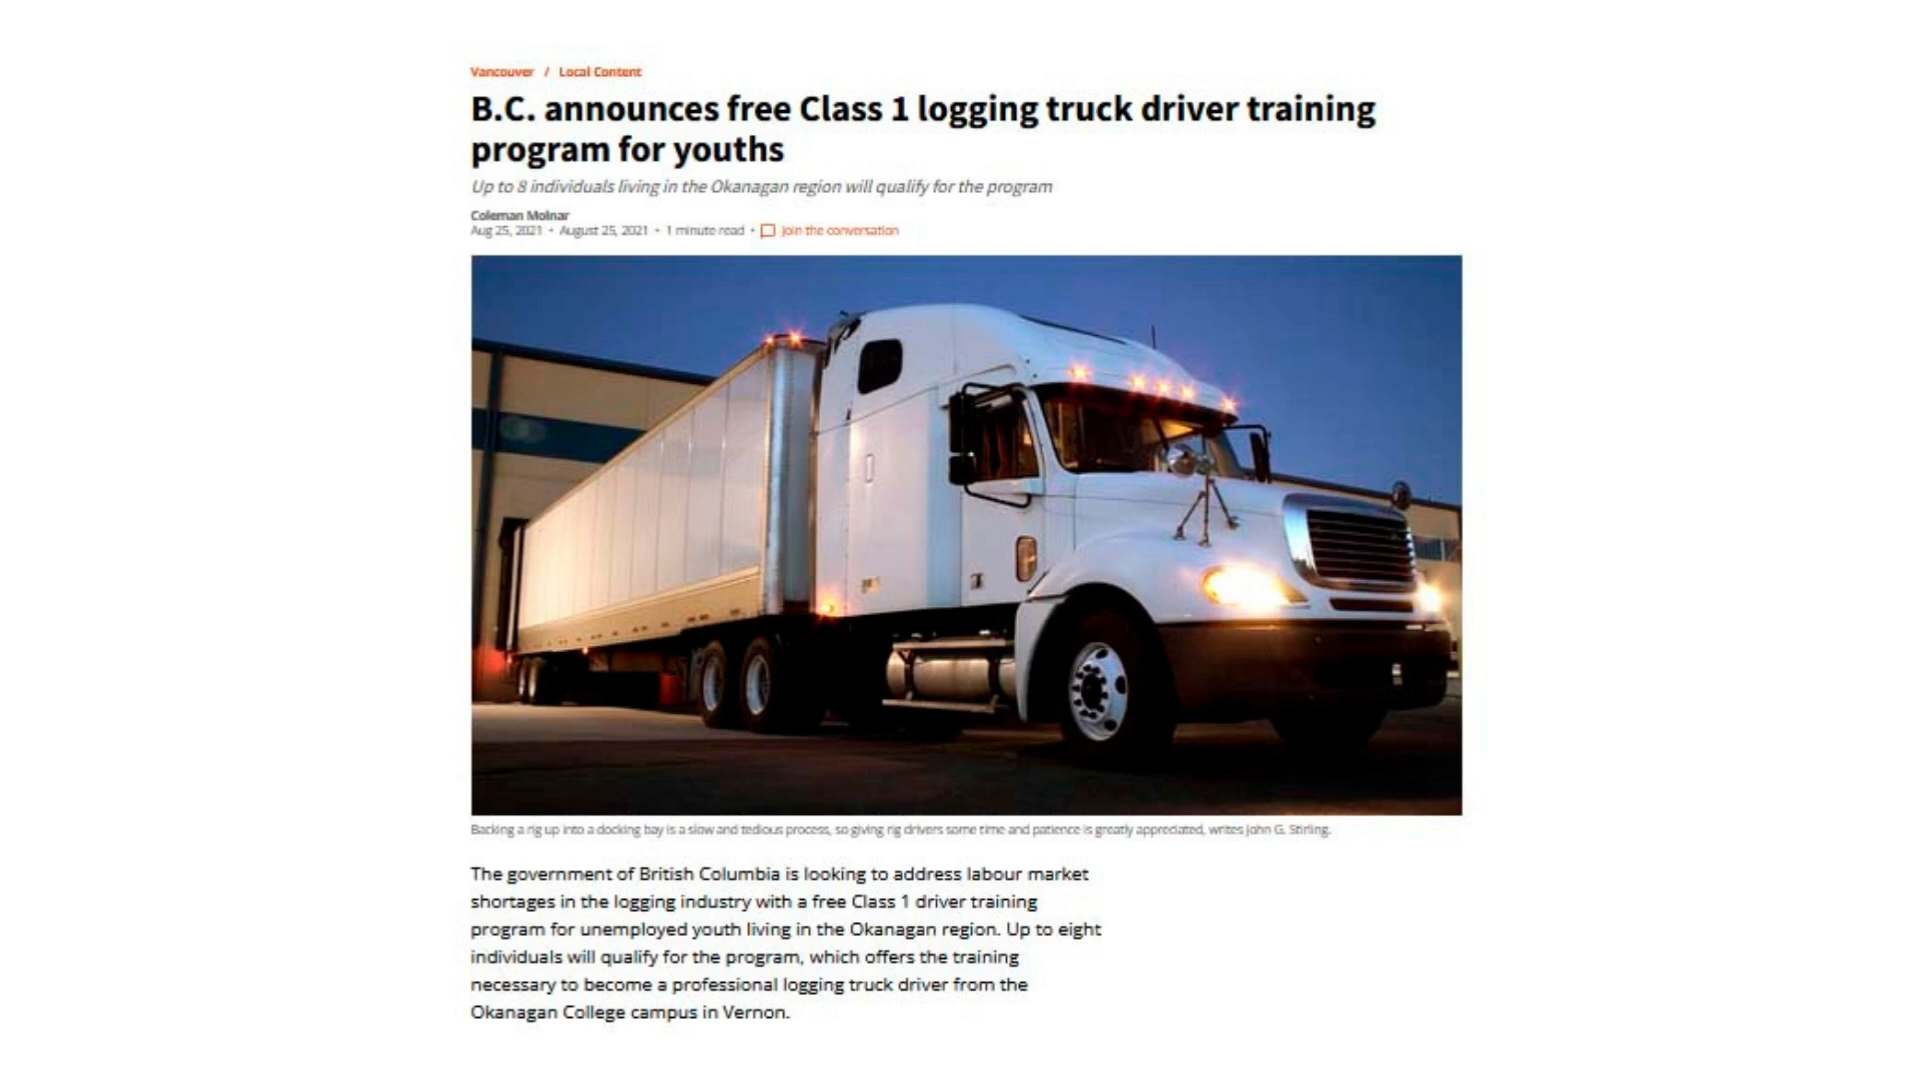 Vancouver / Local Content
B.C. announces free Class 1 logging truck driver training
program for youths
Up to 8 individuals living in the Okanagan region will qualify for the program
Coleman Molnar
Aug 25, 2021 • August 25, 2021 • 1 minute read • Join the conversation
Backing a rig up into a docking bay is a slow and tedious process, so giving rig drivers some time and patience is greatly appreciated, writes John G. Stirling.
The government of British Columbia is looking to address labour market
shortages in the logging industry with a free Class 1 driver training
program for unemployed youth living in the Okanagan region. Up to eight
individuals will qualify for the program, which offers the training
necessary to become a professional logging truck driver from the
Okanagan College campus in Vernon.